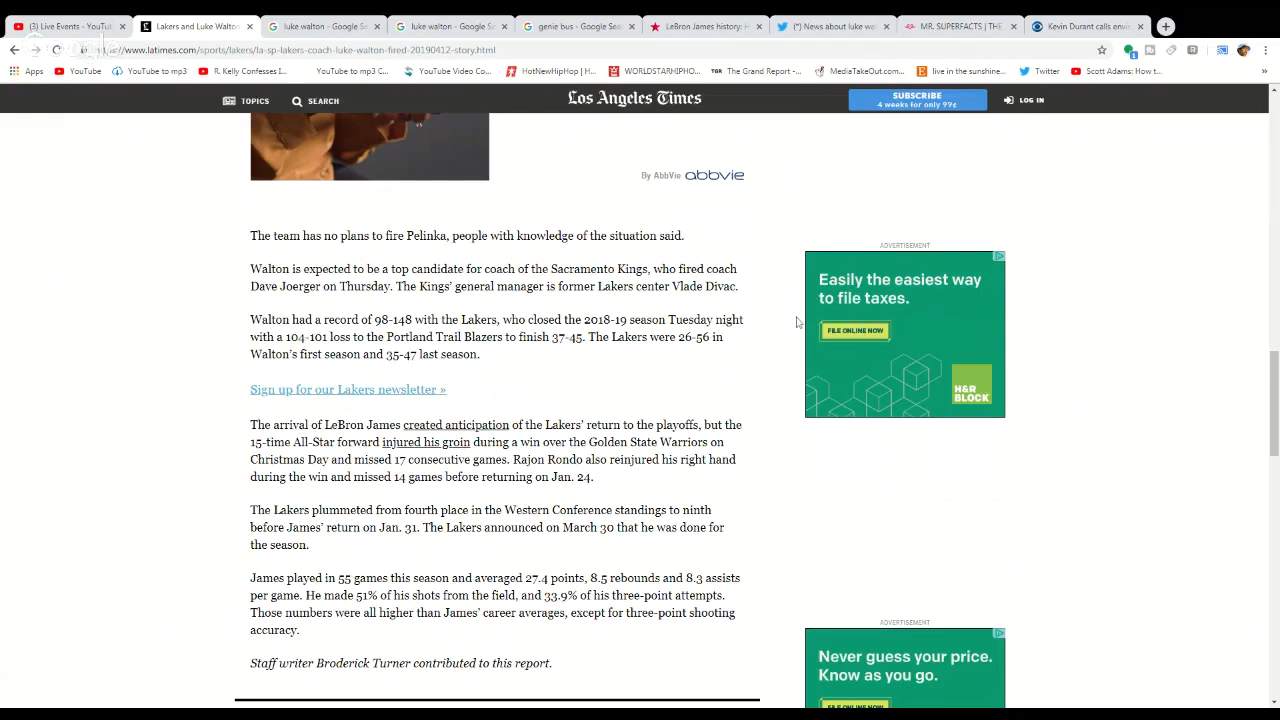 (3) Live Events - YouTu
Lakers and Luke Walton
luke walton - Google Se
luke walton - Google Se
genie bus - Google Sea
LeBron James history: H
(*) News about luke wa
MR. SUPERFACTS | THE
Kevin Durant calls envi
www.latimes.com/sports/lakers/la-sp-lakers-coach-luke-walton-fired-20190412-story.html
Apps YouTube YouTube to mp3 R. Kelly Confesses I... YouTube to mp3 C... YouTube Video Co... HotNewHipHop | H... WORLDSTARHIPHO... TGR The Grand Report -... MediaTakeOut.com... live in the sunshine... Twitter Scott Adams: How t...
TOPICS SEARCH Los Angeles Times SUBSCRIBE LOG IN
4 weeks for only 99¢
By AbbVie abbvie
The team has no plans to fire Pelinka, people with knowledge of the situation said.
Walton is expected to be a top candidate for coach of the Sacramento Kings, who fired coach
Dave Joerger on Thursday. The Kings' general manager is former Lakers center Vlade Divac.
Walton had a record of 98-148 with the Lakers, who closed the 2018-19 season Tuesday night
with a 104-101 loss to the Portland Trail Blazers to finish 37-45. The Lakers were 26-56 in
Walton's first season and 35-47 last season.
Sign up for our Lakers newsletter »
The arrival of LeBron James created anticipation of the Lakers' return to the playoffs, but the
15-time All-Star forward injured his groin during a win over the Golden State Warriors on
Christmas Day and missed 17 consecutive games. Rajon Rondo also reinjured his right hand
during the win and missed 14 games before returning on Jan. 24.
The Lakers plummeted from fourth place in the Western Conference standings to ninth
before James' return on Jan. 31. The Lakers announced on March 30 that he was done for
the season.
James played in 55 games this season and averaged 27.4 points, 8.5 rebounds and 8.3 assists
per game. He made 51% of his shots from the field, and 33.9% of his three-point attempts.
Those numbers were all higher than James' career averages, except for three-point shooting
accuracy.
Staff writer Broderick Turner contributed to this report.
ADVERTISEMENT
Easily the easiest way
to file taxes.
FILE ONLINE NOW
H&R
BLOCK
ADVERTISEMENT
Never guess your price.
Know as you go.
FILE ONLINE NOW